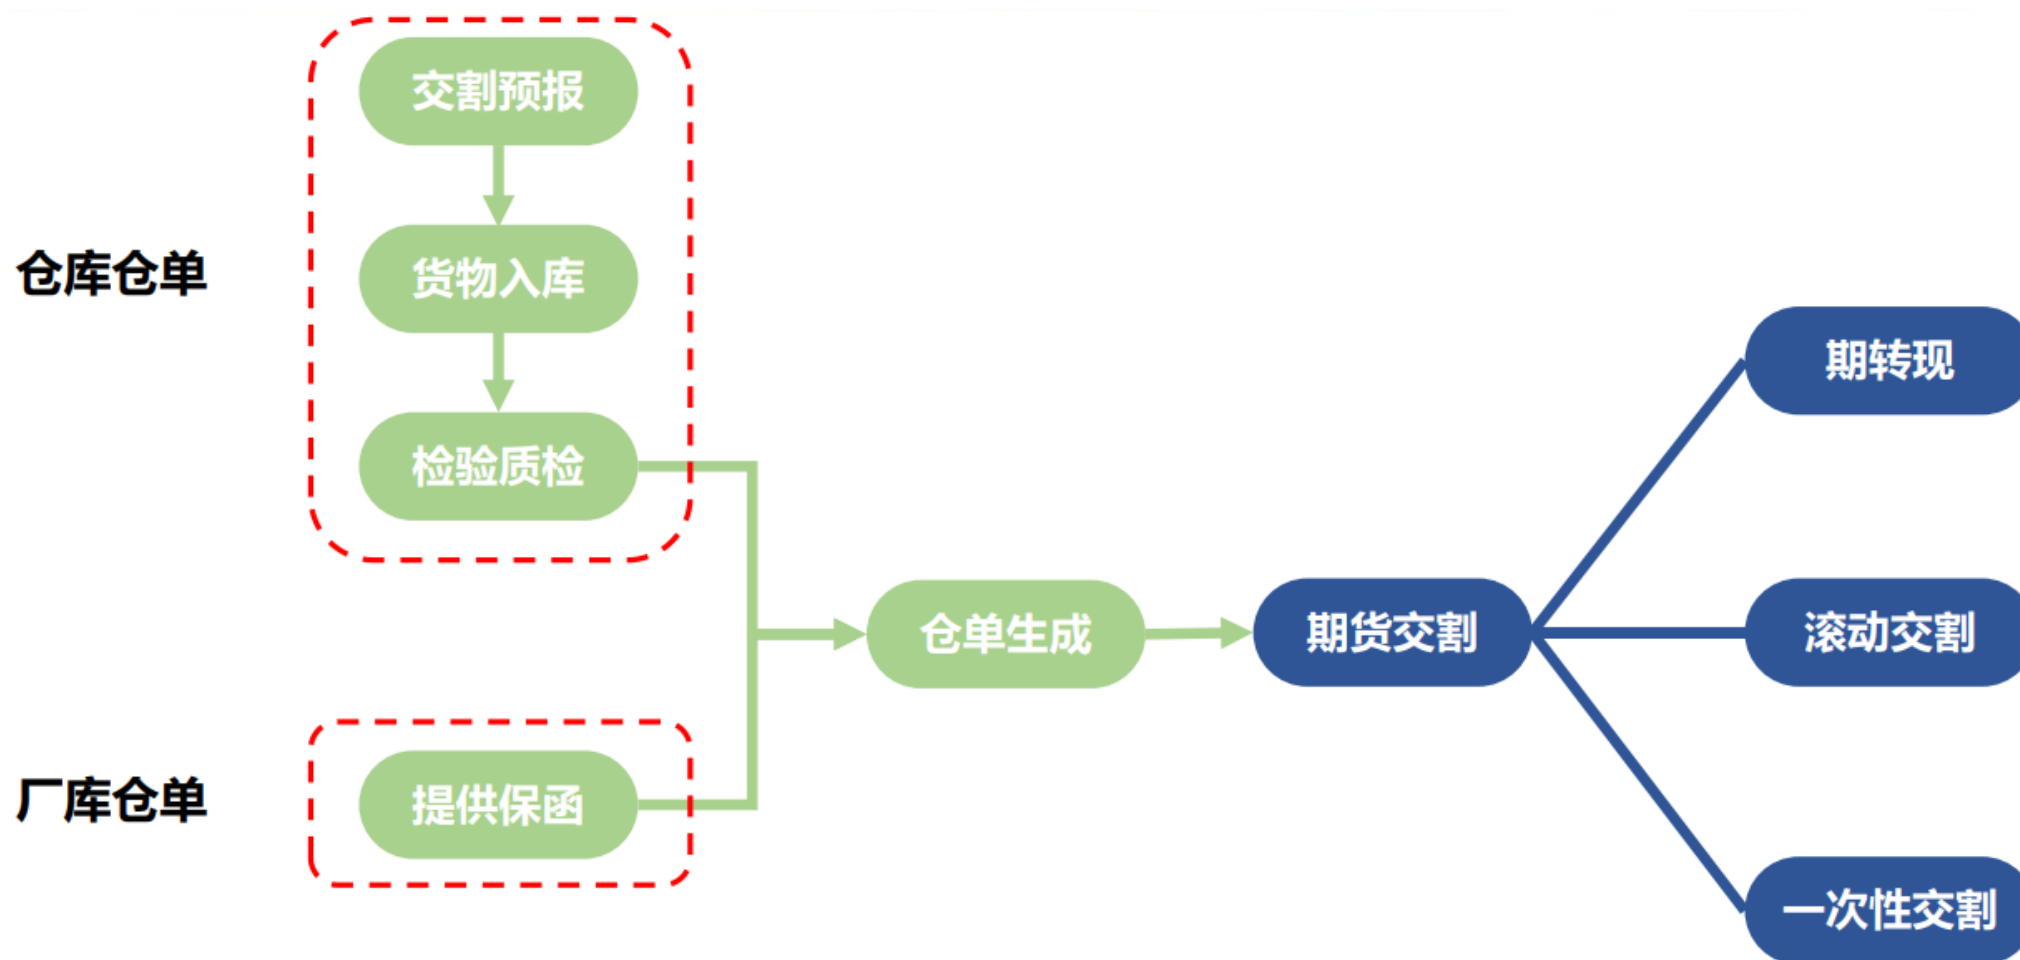 交割预报
仓库仓单
货物入库
检验质检
厂库仓单
提供保函
仓单生成
期货交割
期转现
滚动交割
一次性交割